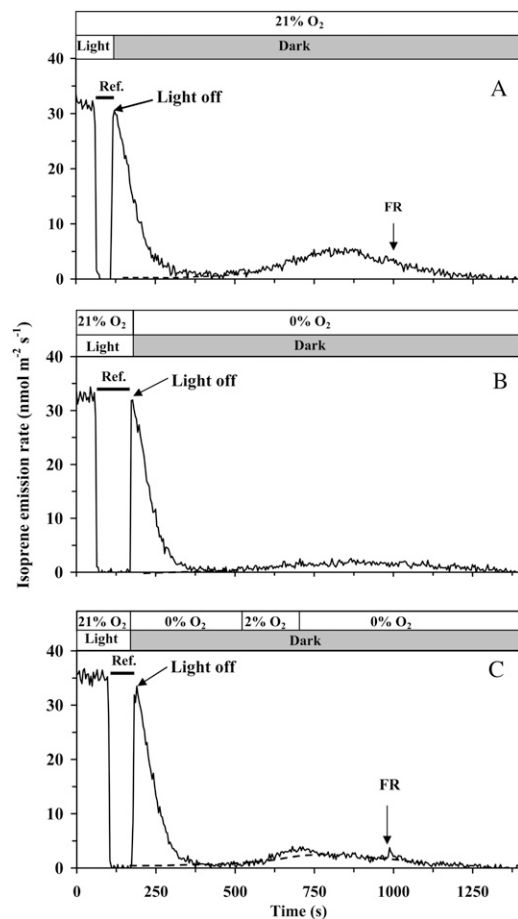 21% O₂
Light Dark
40
Ref.
A
Light off
30
20
FR
10
0
21% O₂ 0% O₂
Light Dark
40
Ref.
B
Light off
30
20
10
0
Isoprene emission rate (nmol m⁻² s⁻¹)
21% O₂ 0% O₂ 2% O₂ 0% O₂
Light Dark
40
Ref.
C
Light off
30
20
FR
10
0
0 250 500 750 1000 1250
Time (s)